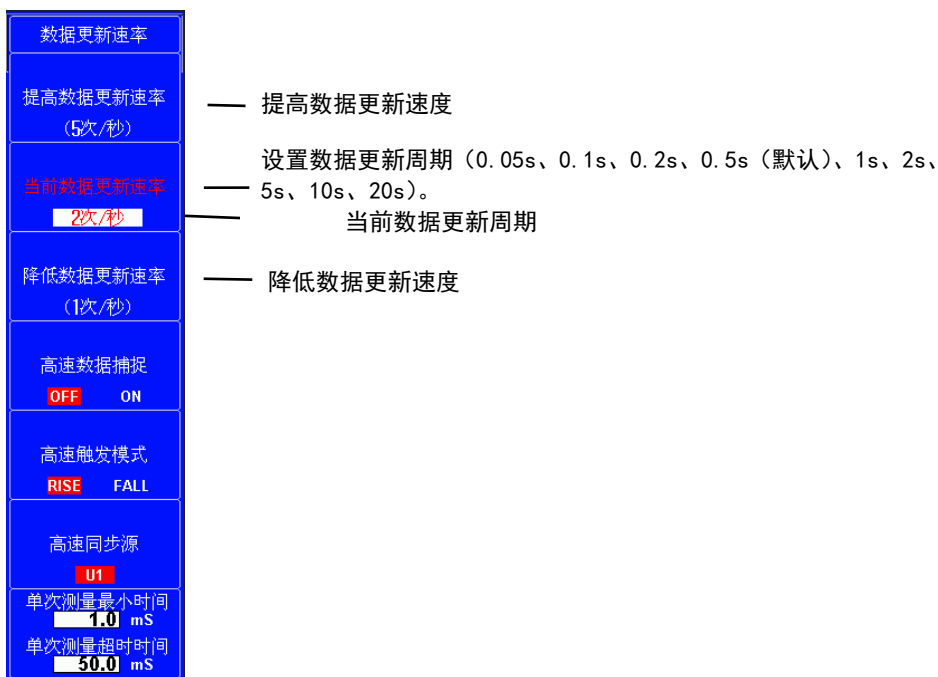 数据更新速率
提高数据更新速率
(5次/秒)
提高数据更新速度
当前数据更新速率
2次/秒
设置数据更新周期（0.05s、0.1s、0.2s、0.5s（默认）、1s、2s、
5s、10s、20s）。
当前数据更新周期
降低数据更新速率
(1次/秒)
降低数据更新速度
高速数据捕捉
OFF ON
高速触发模式
RISE FALL
高速同步源
U1
单次测量最小时间
1.0 mS
单次测量超时时间
50.0 mS